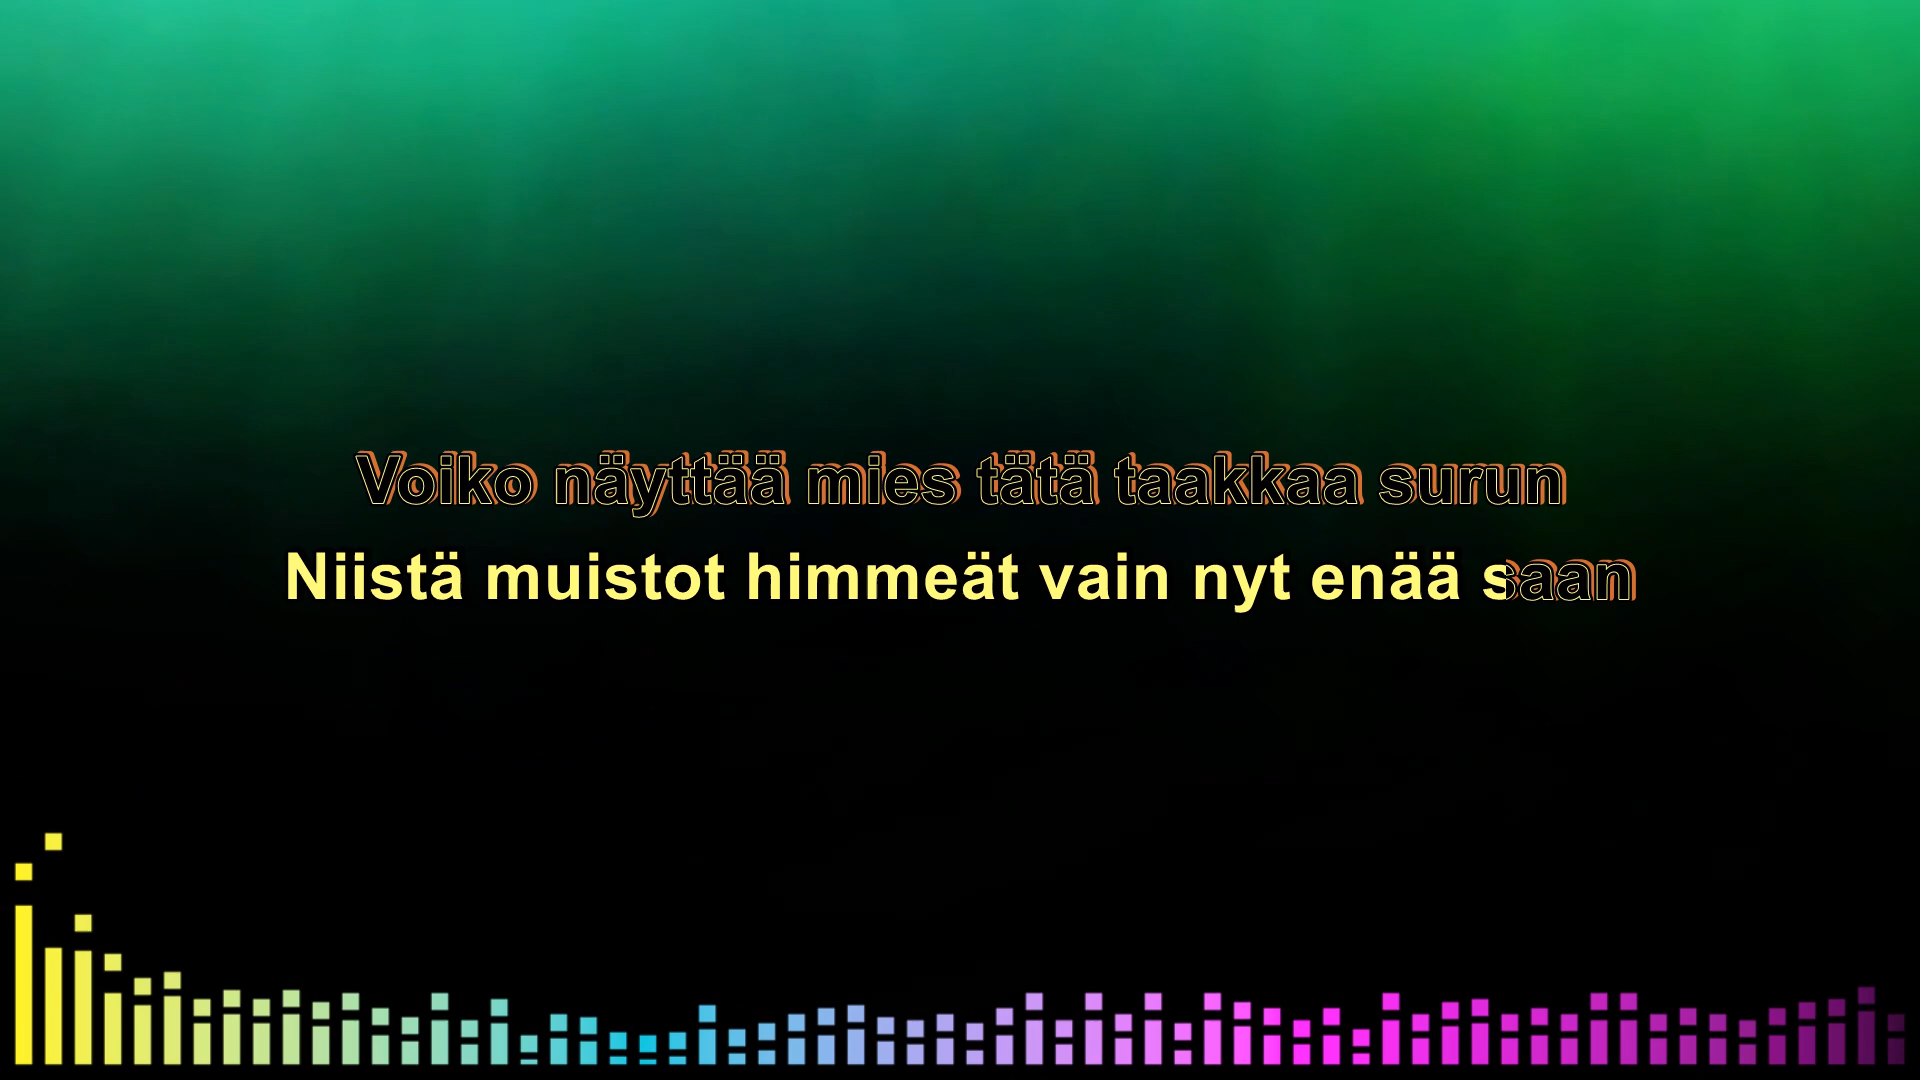 Voiko näyttää mies tätä taakkaa surun
Niistä muistot himmeät vain nyt enää saan